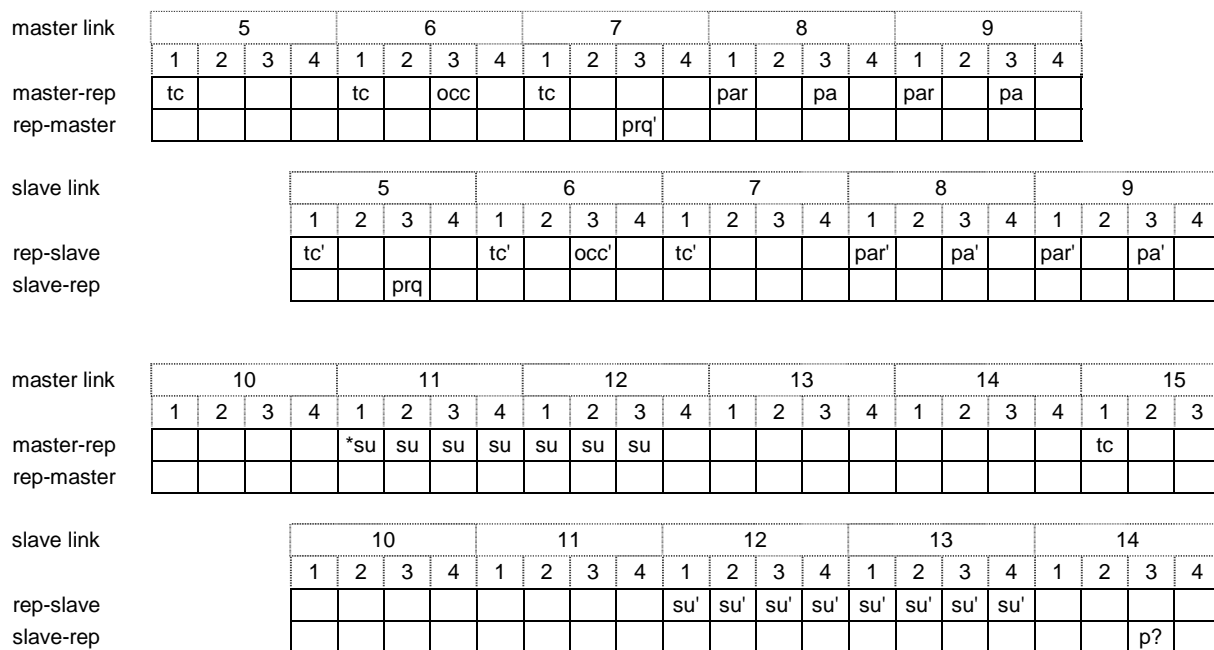 master link 5 6 7 8 9
1 2 3 4 1 2 3 4 1 2 3 4 1 2 3 4 1 2 3 4
master-rep tc tc occ tc par pa par pa
rep-master prq'
slave link 5 6 7 8 9
1 2 3 4 1 2 3 4 1 2 3 4 1 2 3 4 1 2 3 4
rep-slave tc' tc' occ' tc' par' pa' par' pa'
slave-rep prq
master link 10 11 12 13 14 15
1 2 3 4 1 2 3 4 1 2 3 4 1 2 3 4 1 2 3 4 1 2 3
master-rep *su su su su su su su tc
rep-master
slave link 10 11 12 13 14
1 2 3 4 1 2 3 4 1 2 3 4 1 2 3 4 1 2 3 4
rep-slave su' su' su' su' su' su' su' su'
slave-rep p?